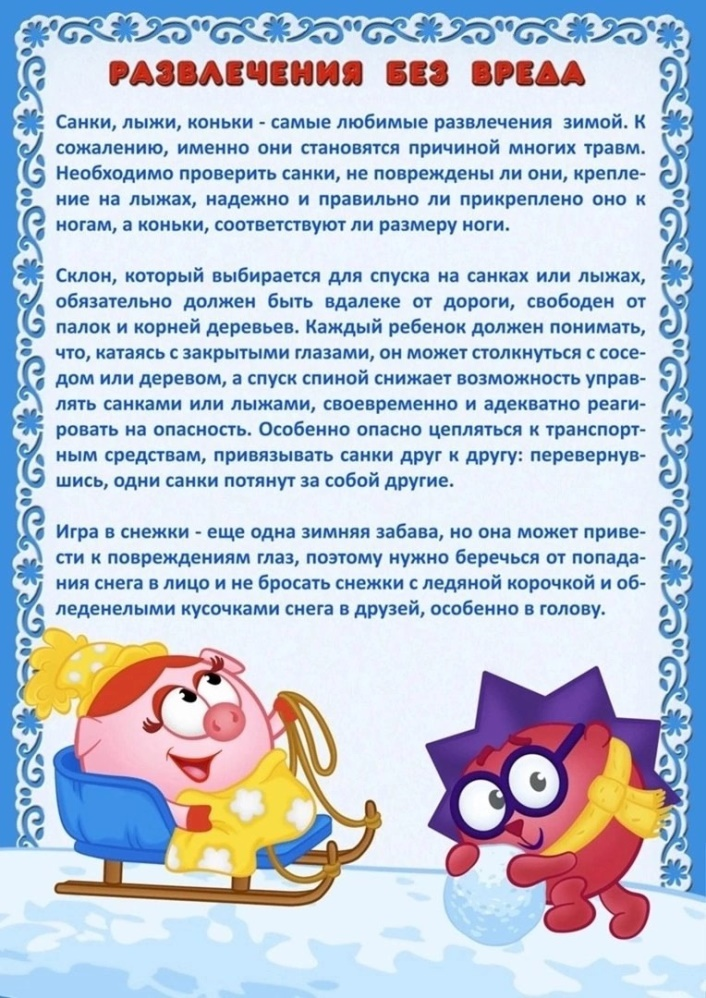 РАЗВЛЕЧЕНИЯ БЕЗ ВРЕДА
Санки, лыжи, коньки - самые любимые развлечения зимой. К
сожалению, именно они становятся причиной многих травм.
Необходимо проверить санки, не повреждены ли они, крепле-
ние на лыжах, надежно и правильно ли прикреплено оно к
ногам, а коньки, соответствуют ли размеру ноги.
Склон, который выбирается для спуска на санках или лыжах,
обязательно должен быть вдалеке от дороги, свободен от
палок и корней деревьев. Каждый ребенок должен понимать,
что, катаясь с закрытыми глазами, он может столкнуться с сосе-
дом или деревом, а спуск спиной снижает возможность управ-
лять санками или лыжами, своевременно и адекватно реаги-
ровать на опасность. Особенно опасно цепляться к транспорт-
ным средствам, привязывать санки друг к другу: перевернув-
шись, одни санки потянут за собой другие.
Игра в снежки - еще одна зимняя забава, но она может приве-
сти к повреждениям глаз, поэтому нужно беречься от попада-
ния снега в лицо и не бросать снежки с ледяной корочкой и об-
леденелыми кусочками снега в друзей, особенно в голову.